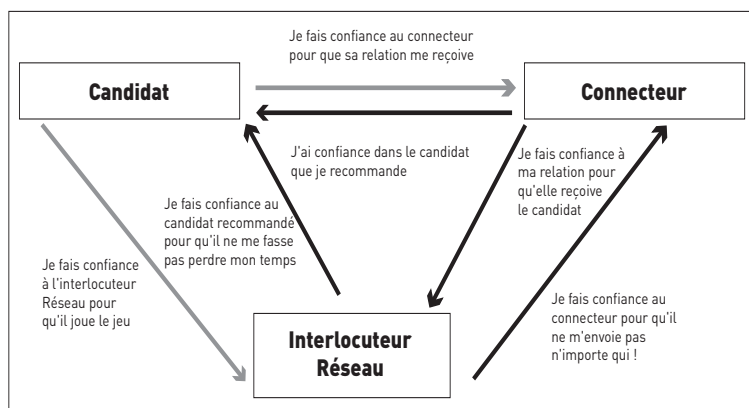 Je fais confiance au connecteur
pour que sa relation me reçoive
Candidat
Connecteur
J'ai confiance dans le candidat
que je recommande
Je fais confiance à
ma relation pour
qu'elle reçoive
le candidat
Je fais confiance au
candidat recommandé
pour qu'il ne me fasse
pas perdre mon temps
Je fais confiance
à l'interlocuteur
Réseau pour
qu'il joue le jeu
Je fais confiance au
connecteur pour qu'il
ne m'envoie pas
n'importe qui !
Interlocuteur
Réseau